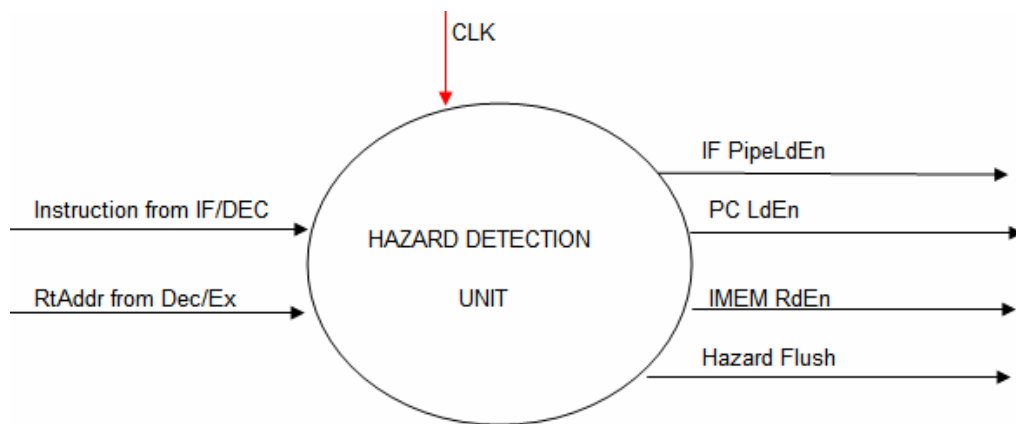 CLK
Instruction from IF/DEC
RtAddr from Dec/Ex
HAZARD DETECTION
UNIT
IF PipeLdEn
PC LdEn
IMEM RdEn
Hazard Flush